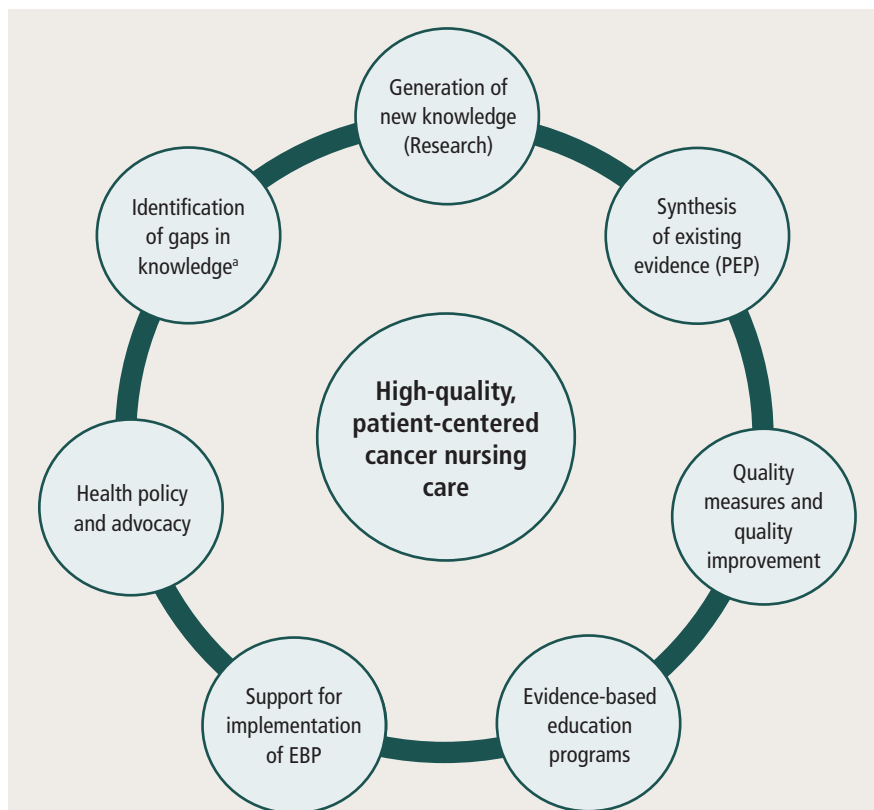 Generation of
new knowledge
(Research)
Synthesis
of existing
evidence (PEP)
Quality
measures and
quality
improvement
Evidence-based
education
programs
Support for
implementation
of EBP
Health policy
and advocacy
Identification
of gaps in
knowledgeᵃ
High-quality,
patient-centered
cancer nursing
care